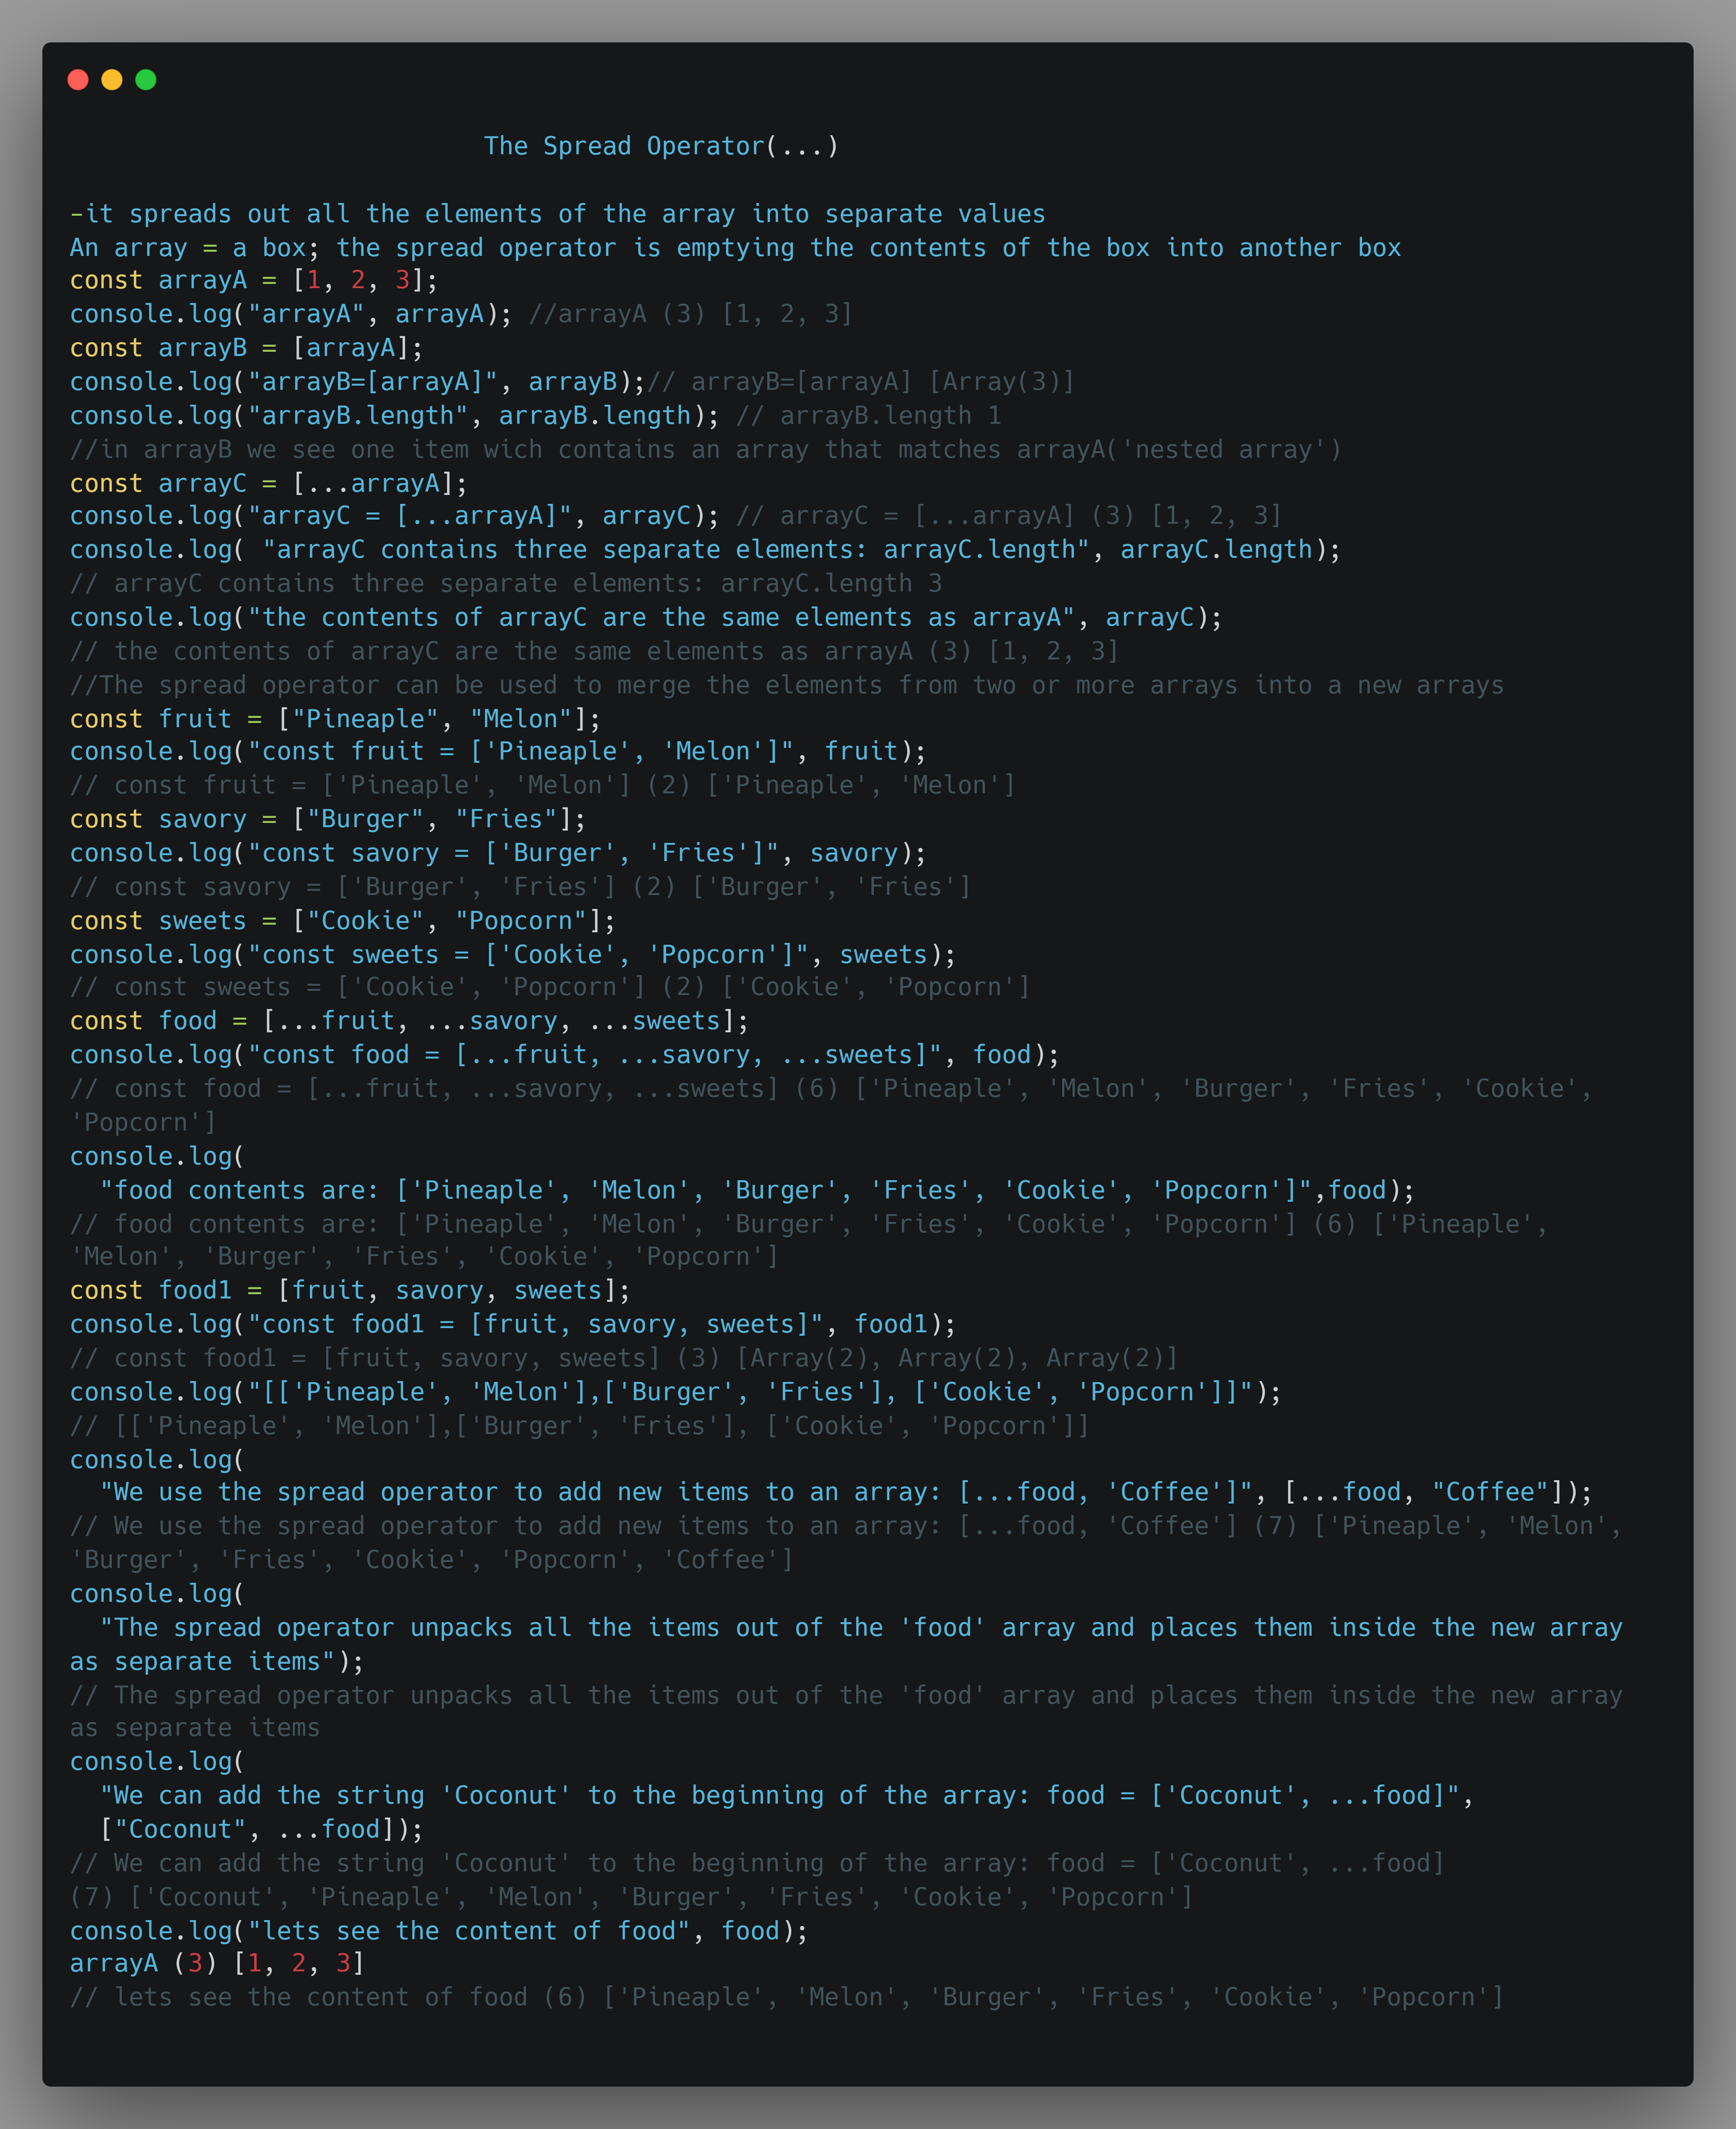 The Spread Operator(...)
-it spreads out all the elements of the array into separate values
An array = a box; the spread operator is emptying the contents of the box into another box
const arrayA = [1, 2, 3];
console.log("arrayA", arrayA); //arrayA (3) [1, 2, 3]
const arrayB = [arrayA];
console.log("arrayB=[arrayA]", arrayB);// arrayB=[arrayA] [Array(3)]
console.log("arrayB.length", arrayB.length); // arrayB.length 1
//in arrayB we see one item wich contains an array that matches arrayA('nested array')
const arrayC = [...arrayA];
console.log("arrayC = [...arrayA]", arrayC); // arrayC = [...arrayA] (3) [1, 2, 3]
console.log( "arrayC contains three separate elements: arrayC.length", arrayC.length);
// arrayC contains three separate elements: arrayC.length 3
console.log("the contents of arrayC are the same elements as arrayA", arrayC);
// the contents of arrayC are the same elements as arrayA (3) [1, 2, 3]
//The spread operator can be used to merge the elements from two or more arrays into a new arrays
const fruit = ["Pineaple", "Melon"];
console.log("const fruit = ['Pineaple', 'Melon']", fruit);
// const fruit = ['Pineaple', 'Melon'] (2) ['Pineaple', 'Melon']
const savory = ["Burger", "Fries"];
console.log("const savory = ['Burger', 'Fries']", savory);
// const savory = ['Burger', 'Fries'] (2) ['Burger', 'Fries']
const sweets = ["Cookie", "Popcorn"];
console.log("const sweets = ['Cookie', 'Popcorn']", sweets);
// const sweets = ['Cookie', 'Popcorn'] (2) ['Cookie', 'Popcorn']
const food = [...fruit, ...savory, ...sweets];
console.log("const food = [...fruit, ...savory, ...sweets]", food);
// const food = [...fruit, ...savory, ...sweets] (6) ['Pineaple', 'Melon', 'Burger', 'Fries', 'Cookie',
'Popcorn']
console.log(
  "food contents are: ['Pineaple', 'Melon', 'Burger', 'Fries', 'Cookie', 'Popcorn']",food);
// food contents are: ['Pineaple', 'Melon', 'Burger', 'Fries', 'Cookie', 'Popcorn'] (6) ['Pineaple',
'Melon', 'Burger', 'Fries', 'Cookie', 'Popcorn']
const food1 = [fruit, savory, sweets];
console.log("const food1 = [fruit, savory, sweets]", food1);
// const food1 = [fruit, savory, sweets] (3) [Array(2), Array(2), Array(2)]
console.log("[['Pineaple', 'Melon'],['Burger', 'Fries'], ['Cookie', 'Popcorn']]");
// [['Pineaple', 'Melon'],['Burger', 'Fries'], ['Cookie', 'Popcorn']]
console.log(
  "We use the spread operator to add new items to an array: [...food, 'Coffee']", [...food, "Coffee"]);
// We use the spread operator to add new items to an array: [...food, 'Coffee'] (7) ['Pineaple', 'Melon',
'Burger', 'Fries', 'Cookie', 'Popcorn', 'Coffee']
console.log(
  "The spread operator unpacks all the items out of the 'food' array and places them inside the new array
as separate items");
// The spread operator unpacks all the items out of the 'food' array and places them inside the new array
as separate items
console.log(
  "We can add the string 'Coconut' to the beginning of the array: food = ['Coconut', ...food]",
  ["Coconut", ...food]);
// We can add the string 'Coconut' to the beginning of the array: food = ['Coconut', ...food]
(7) ['Coconut', 'Pineaple', 'Melon', 'Burger', 'Fries', 'Cookie', 'Popcorn']
console.log("lets see the content of food", food);
arrayA (3) [1, 2, 3]
// lets see the content of food (6) ['Pineaple', 'Melon', 'Burger', 'Fries', 'Cookie', 'Popcorn']